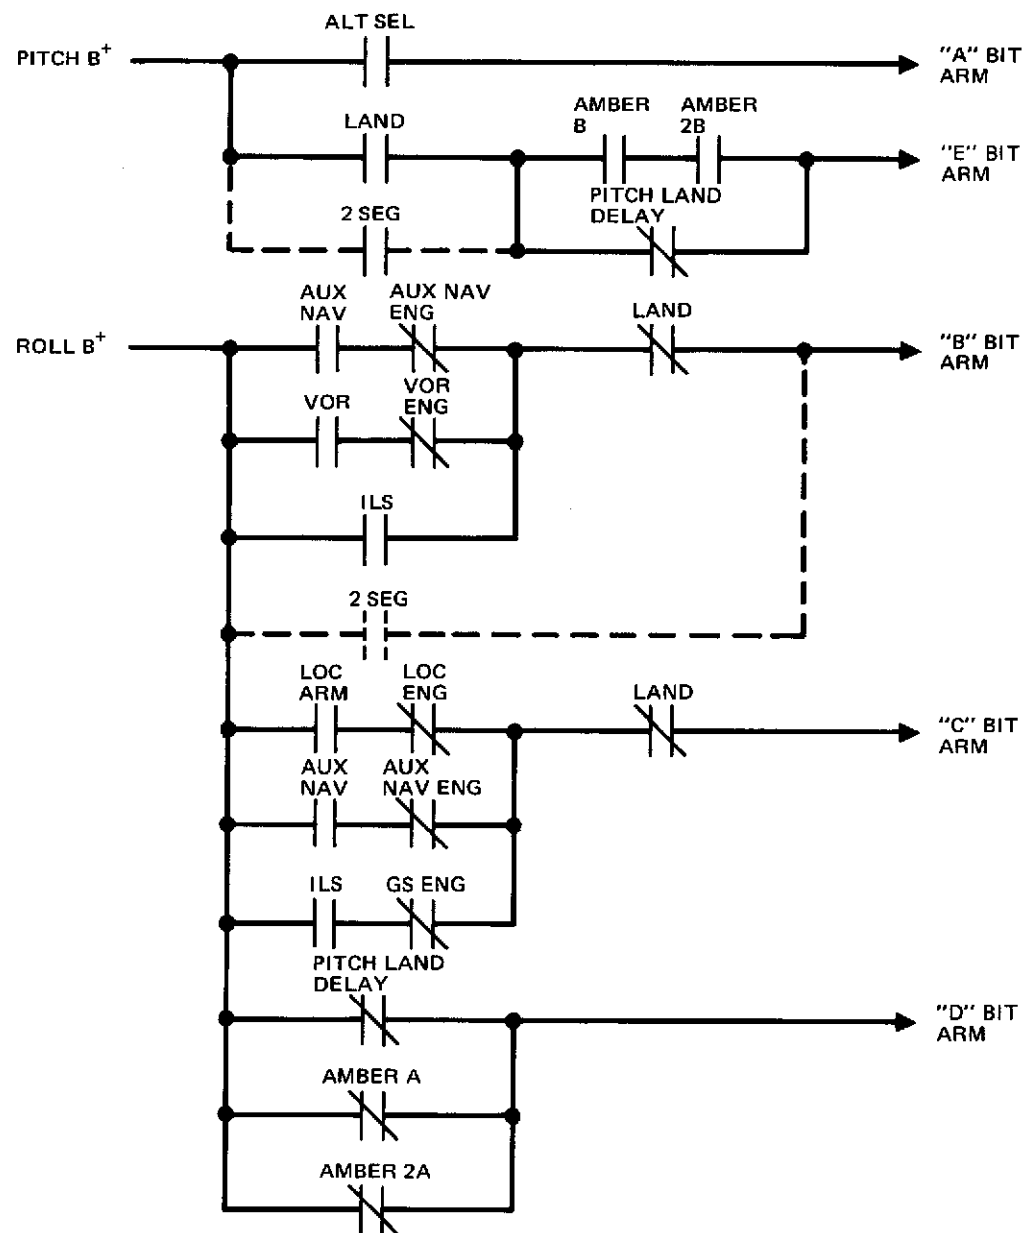 ALT SEL
PITCH B+
"A" BIT
ARM
LAND
AMBER
B
AMBER
2B
"E" BIT
ARM
PITCH LAND
DELAY
2 SEG
AUX
NAV
AUX NAV
ENG
LAND
ROLL B+
"B" BIT
ARM
VOR
VOR
ENG
ILS
2 SEG
LOC
ARM
LOC
ENG
LAND
"C" BIT
ARM
AUX
NAV
AUX
NAV ENG
ILS
GS ENG
PITCH LAND
DELAY
"D" BIT
ARM
AMBER A
AMBER 2A